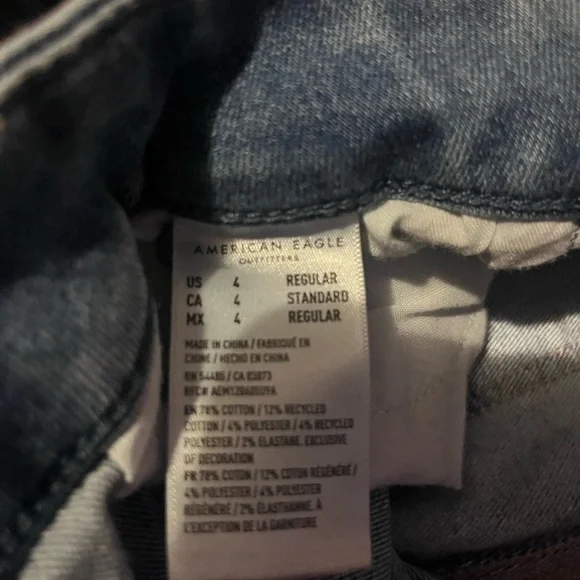 AMERICAN EAGLE
OUTFITTERS
US 4 REGULAR
CA 4 STANDARD
MX 4 REGULAR
MADE IN CHINA / FABRIQUÉ EN
CHINE / HECHO EN CHINA
RN 54485 / CA 03873
RFC# AEM120605U9A
EN 78% COTTON / 12% RECYCLED
COTTON / 4% POLYESTER / 4% RECYCLED
POLYESTER / 2% ELASTANE. EXCLUSIVE
OF DECORATION
FR 78% COTON / 12% COTON RÉGÉNÉRÉ /
4% POLYESTER / 4% POLYESTER
RÉGÉNÉRÉ / 2% ÉLASTHANNE. À
L'EXCEPTION DE LA GARNITURE